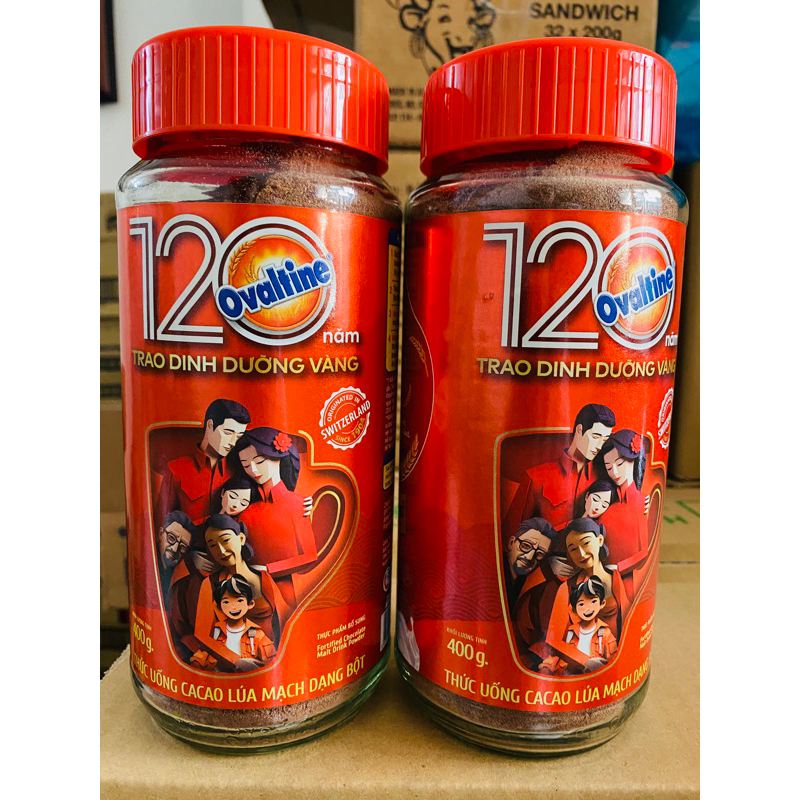 SANDWICH
32 x 200g
120
Ovaltine
năm
TRAO DINH DƯỠNG VÀNG
ORIGINATED IN
SWITZERLAND
SINCE 1904
THỰC PHẨM BỔ SUNG
Fortified Chocolate
Malt Drink Powder
400g.
THỨC UỐNG CACAO LÚA MẠCH DẠNG BỘT
120
Ovaltine
năm
TRAO DINH DƯỠNG VÀNG
KHỐI LƯỢNG TỊNH
400g.
THỨC UỐNG CACAO LÚA MẠCH DẠNG